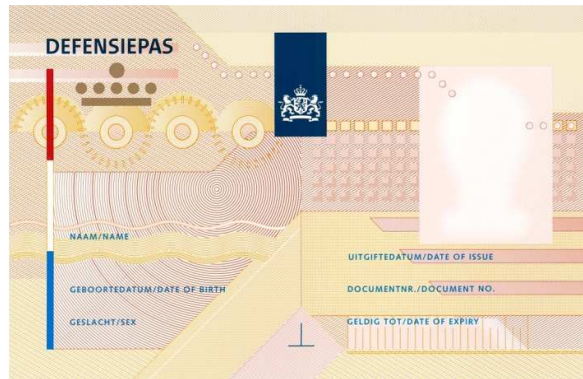 DEFENSIEPAS
NAAM/NAME
UITGIFTEDATUM/DATE OF ISSUE
GEBOORTEDATUM/DATE OF BIRTH
DOCUMENTNR./DOCUMENT NO.
GESLACHT/SEX
GELDIG TOT/DATE OF EXPIRY